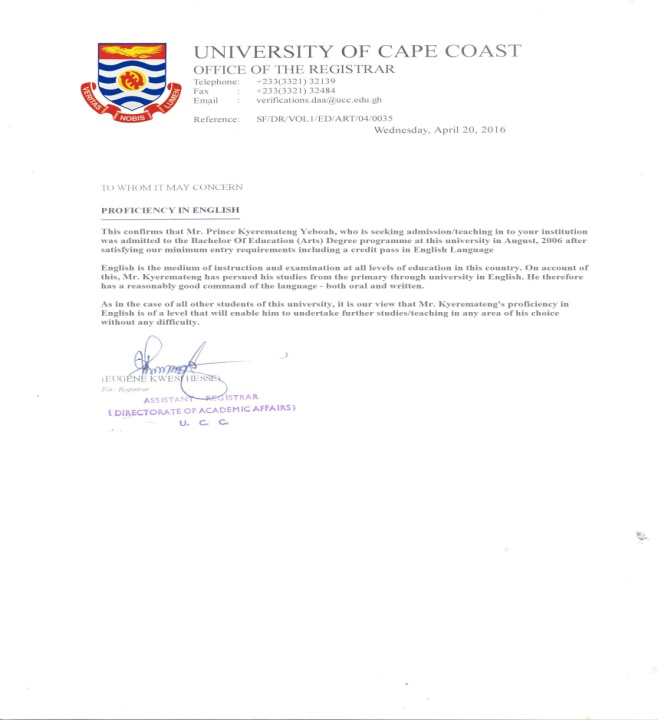 UNIVERSITY OF CAPE COAST
OFFICE OF THE REGISTRAR
Telephone: +233(3321) 32139
Fax : +233(3321) 32484
Email : verifications.daa@ucc.edu.gh
Reference: SF/DR/VOL1/ED/ART/04/0035
Wednesday, April 20, 2016
VERITAS
NOBIS
LUMEN
TO WHOM IT MAY CONCERN
PROFICIENCY IN ENGLISH
This confirms that Mr. Prince Kyeremateng Yeboah, who is seeking admission/teaching in to your institution
was admitted to the Bachelor Of Education (Arts) Degree programme at this university in August, 2006 after
satisfying our minimum entry requirements including a credit pass in English Language
English is the medium of instruction and examination at all levels of education in this country. On account of
this, Mr. Kyeremateng has persued his studies from the primary through university in English. He therefore
has a reasonably good command of the language - both oral and written.
As in the case of all other students of this university, it is our view that Mr. Kyeremateng's proficiency in
English is of a level that will enable him to undertake further studies/teaching in any area of his choice
without any difficulty.
(EUGENE KWESI HESSE)
For: Registrar
ASSISTANT REGISTRAR
(DIRECTORATE OF ACADEMIC AFFAIRS)
U. C. C.